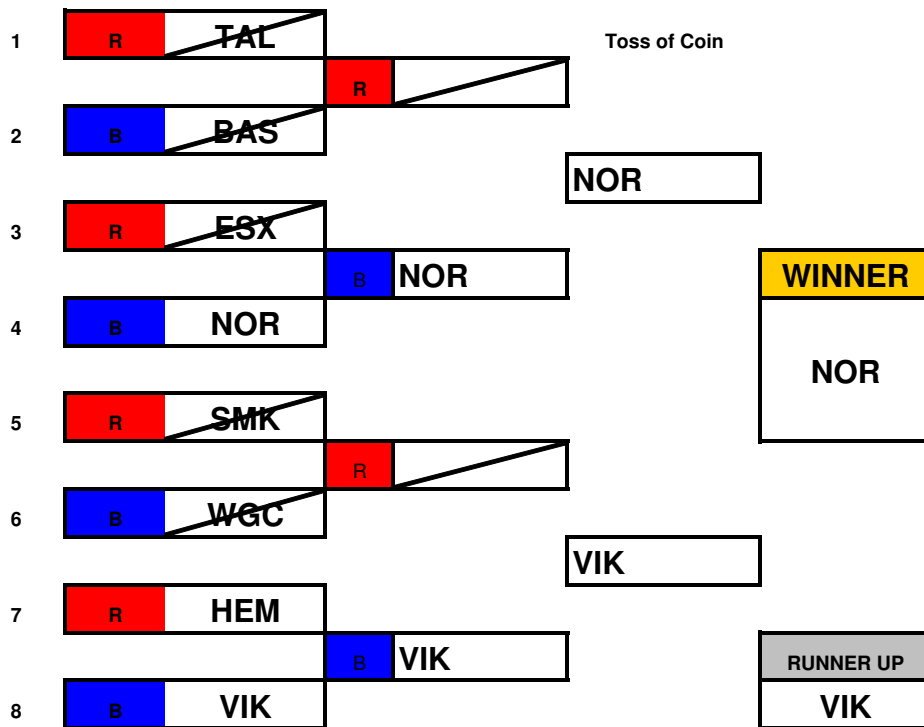 1 R TAL Toss of Coin
R
2 B BAS
NOR
3 R ESX
B NOR WINNER
4 B NOR
NOR
5 R SMK
R
6 B WGC
VIK
7 R HEM
B VIK RUNNER UP
8 B VIK VIK